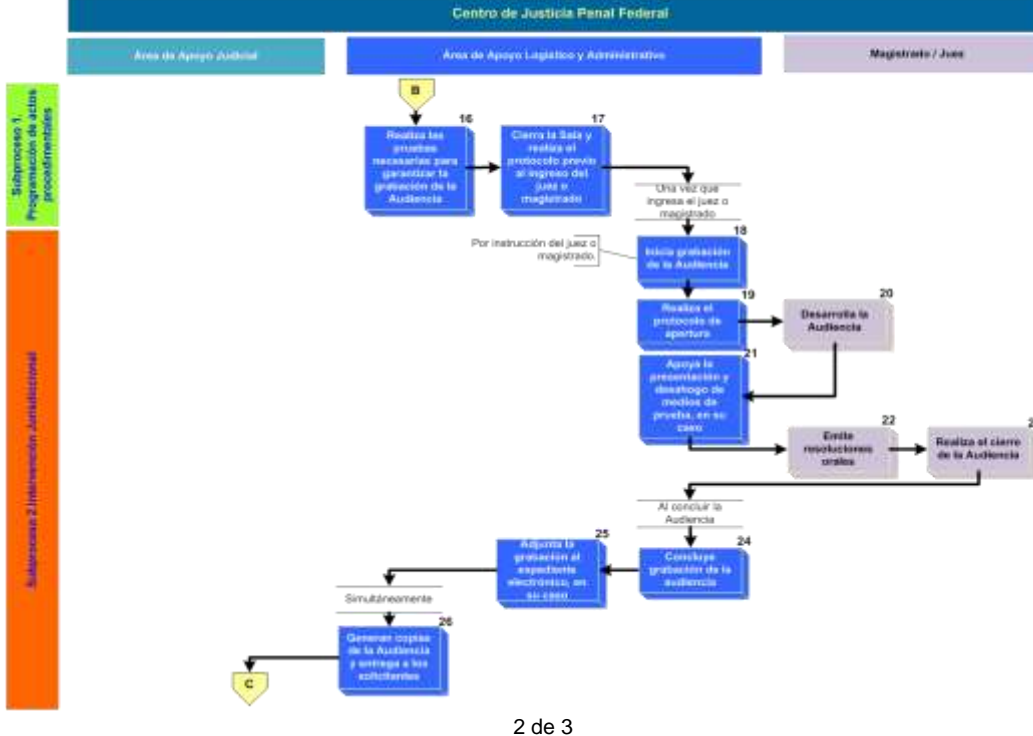 Centro de Justicia Penal Federal
Área de Apoyo Judicial
Área de Apoyo Logístico y Administrativo
Magistrado / Juez
Subproceso 1.
Programación de actos
procedimentales
B
16
Realiza las
pruebas
necesarias para
garantizar la
grabación de la
Audiencia
17
Cierra la Sala y
realiza el
protocolo previo
al ingreso del
juez o
magistrado
Una vez que
ingresa el juez o
magistrado
Subproceso 2 Intervención Jurisdiccional
Por instrucción del juez o
magistrado.
18
Inicia grabación
de la Audiencia
19
Realiza el
protocolo de
apertura
20
Desarrolla la
Audiencia
21
Apoya la
presentación y
desahogo de
medios de
prueba, en su
caso
22
Emite
resoluciones
orales
2
Realiza el cierre
de la Audiencia
Al concluir la
Audiencia
24
Concluye
grabación de la
audiencia
25
Adjunta la
grabación al
expediente
electrónico, en
su caso
Simultáneamente
26
Generan copias
de la Audiencia
y entrega a los
solicitantes
C
2 de 3